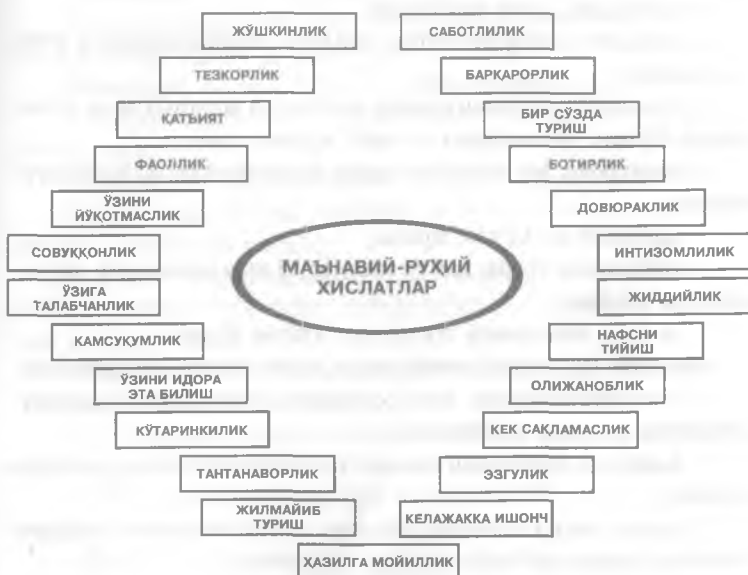 ЖЎШҚИНЛИК
САБОТЛИЛИК
ТЕЗКОРЛИК
БАРҚАРОРЛИК
ҚАТЪИЯТ
БИР СЎЗДА
ТУРИШ
ФАОЛЛИК
БОТИРЛИК
ЎЗИНИ
ЙЎҚОТМАСЛИК
ДОВЮРАКЛИК
СОВУҚҚОНЛИК
МАЪНАВИЙ-РУҲИЙ
ХИСЛАТЛАР
ИНТИЗОМЛИЛИК
ЎЗИГА
ТАЛАБЧАНЛИК
ЖИДДИЙЛИК
КАМСУҚУМЛИК
НАФСНИ
ТИЙИШ
ЎЗИНИ ИДОРА
ЭТА БИЛИШ
ОЛИЖАНОБЛИК
КЎТАРИНКИЛИК
КЕК САҚЛАМАСЛИК
ТАНТАНАВОРЛИК
ЭЗГУЛИК
ЖИЛМАЙИБ
ТУРИШ
КЕЛАЖАККА ИШОНЧ
ҲАЗИЛГА МОЙИЛЛИК